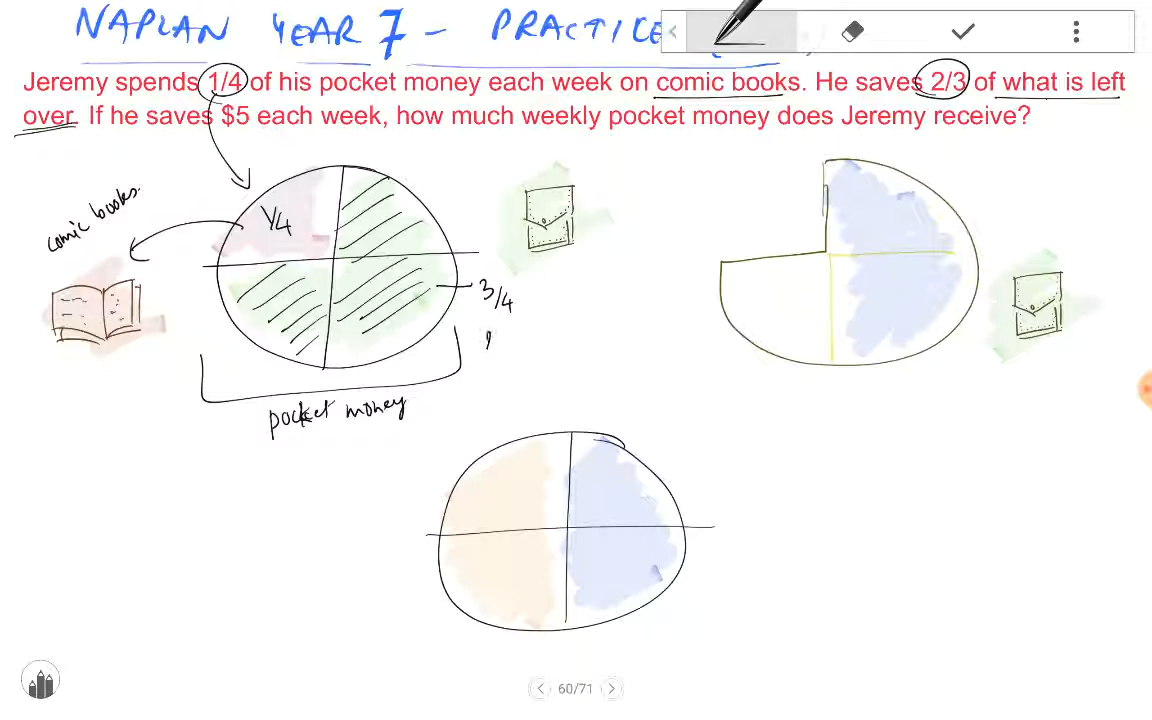 NAPLAN YEAR 7 - PRACTICE
Jeremy spends 1/4 of his pocket money each week on comic books. He saves 2/3 of what is left
over. If he saves $5 each week, how much weekly pocket money does Jeremy receive?
comic books.
1/4
3/4
pocket money
60/71